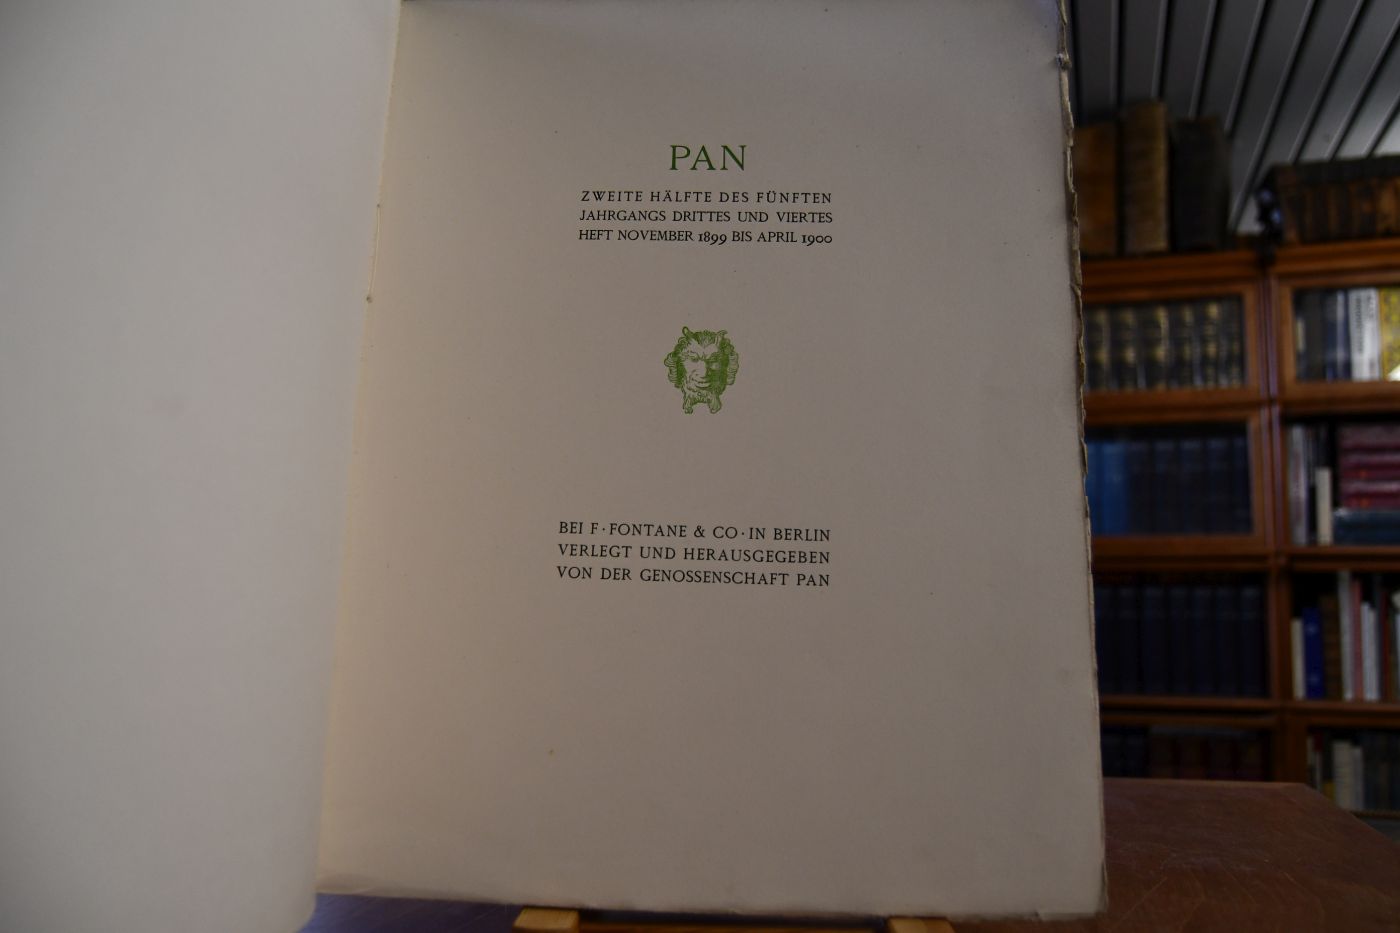 PAN
ZWEITE HÄLFTE DES FÜNFTEN
JAHRGANGS DRITTES UND VIERTES
HEFT NOVEMBER 1899 BIS APRIL 1900
BEI F · FONTANE & CO · IN BERLIN
VERLEGT UND HERAUSGEGEBEN
VON DER GENOSSENSCHAFT PAN